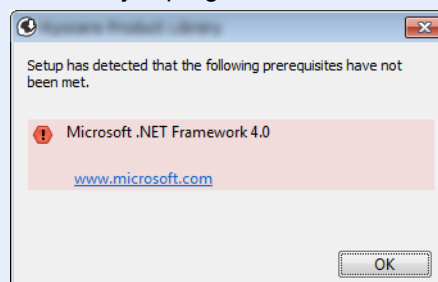 Setup has detected that the following prerequisites have not
been met.
Microsoft .NET Framework 4.0
www.microsoft.com
OK